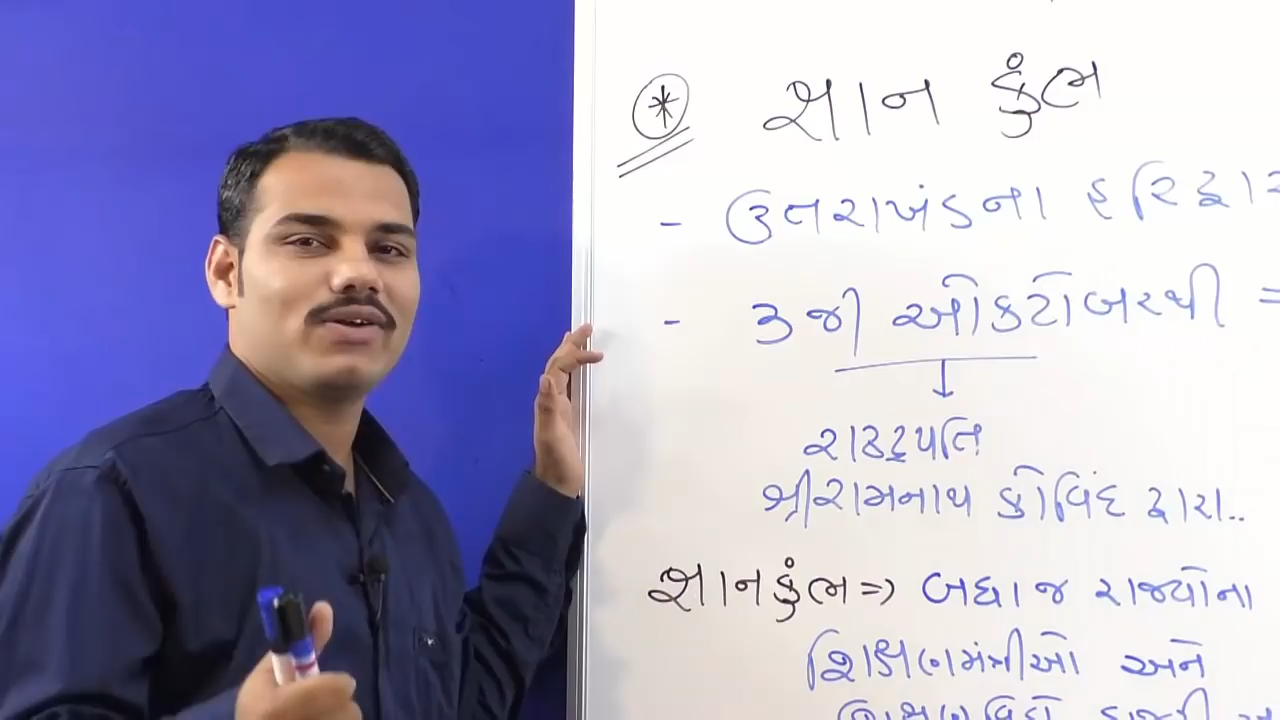 * જ્ઞાન કુંભ
- ઉત્તરાખંડના હરિદ્વાર
- ૩જી ઓક્ટોબરથી =
↓
રાષ્ટ્રપતિ
શ્રી રામનાથ કોવિંદ દ્વારા..
જ્ઞાનકુંભ => બધા જ રાજ્યોના
શિક્ષણમંત્રીઓ અને